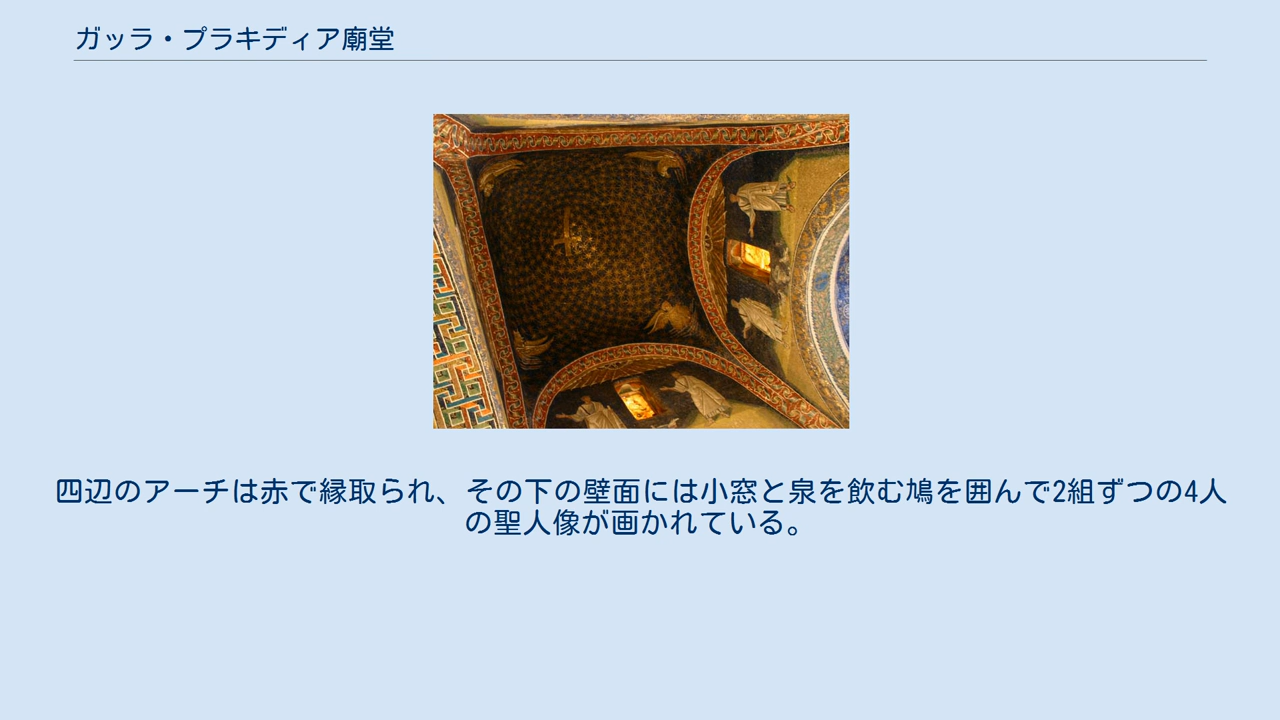 ガッラ・プラキディア廟堂
四辺のアーチは赤で縁取られ、その下の壁面には小窓と泉を飲む鳩を囲んで2組ずつの4人
の聖人像が画かれている。